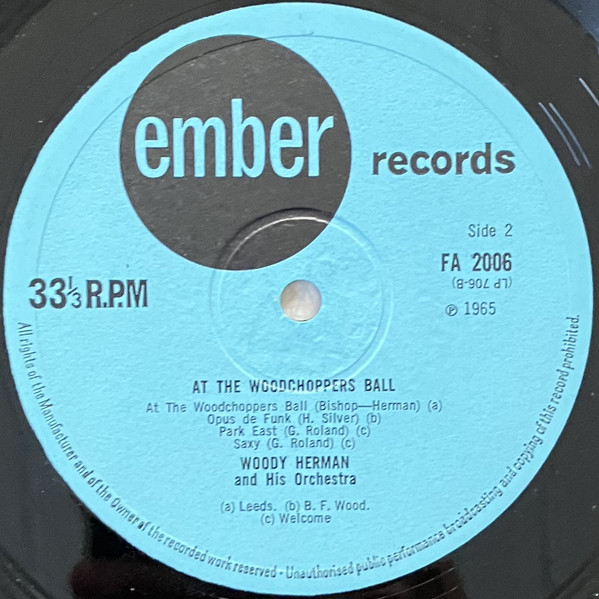 ember
records
Side 2
FA 2006
(LP 706-B)
℗ 1965
33⅓ R.P.M
AT THE WOODCHOPPERS BALL
At The Woodchoppers Ball (Bishop—Herman) (a)
Opus de Funk (H. Silver) (b)
Park East (G. Roland) (c)
Saxy (G. Roland) (c)
WOODY HERMAN
and His Orchestra
(a) Leeds. (b) B. F. Wood.
(c) Welcome
All rights of the Manufacturer and of the Owner of the recorded work reserved · Unauthorised public performance broadcasting and copying of this record prohibited.